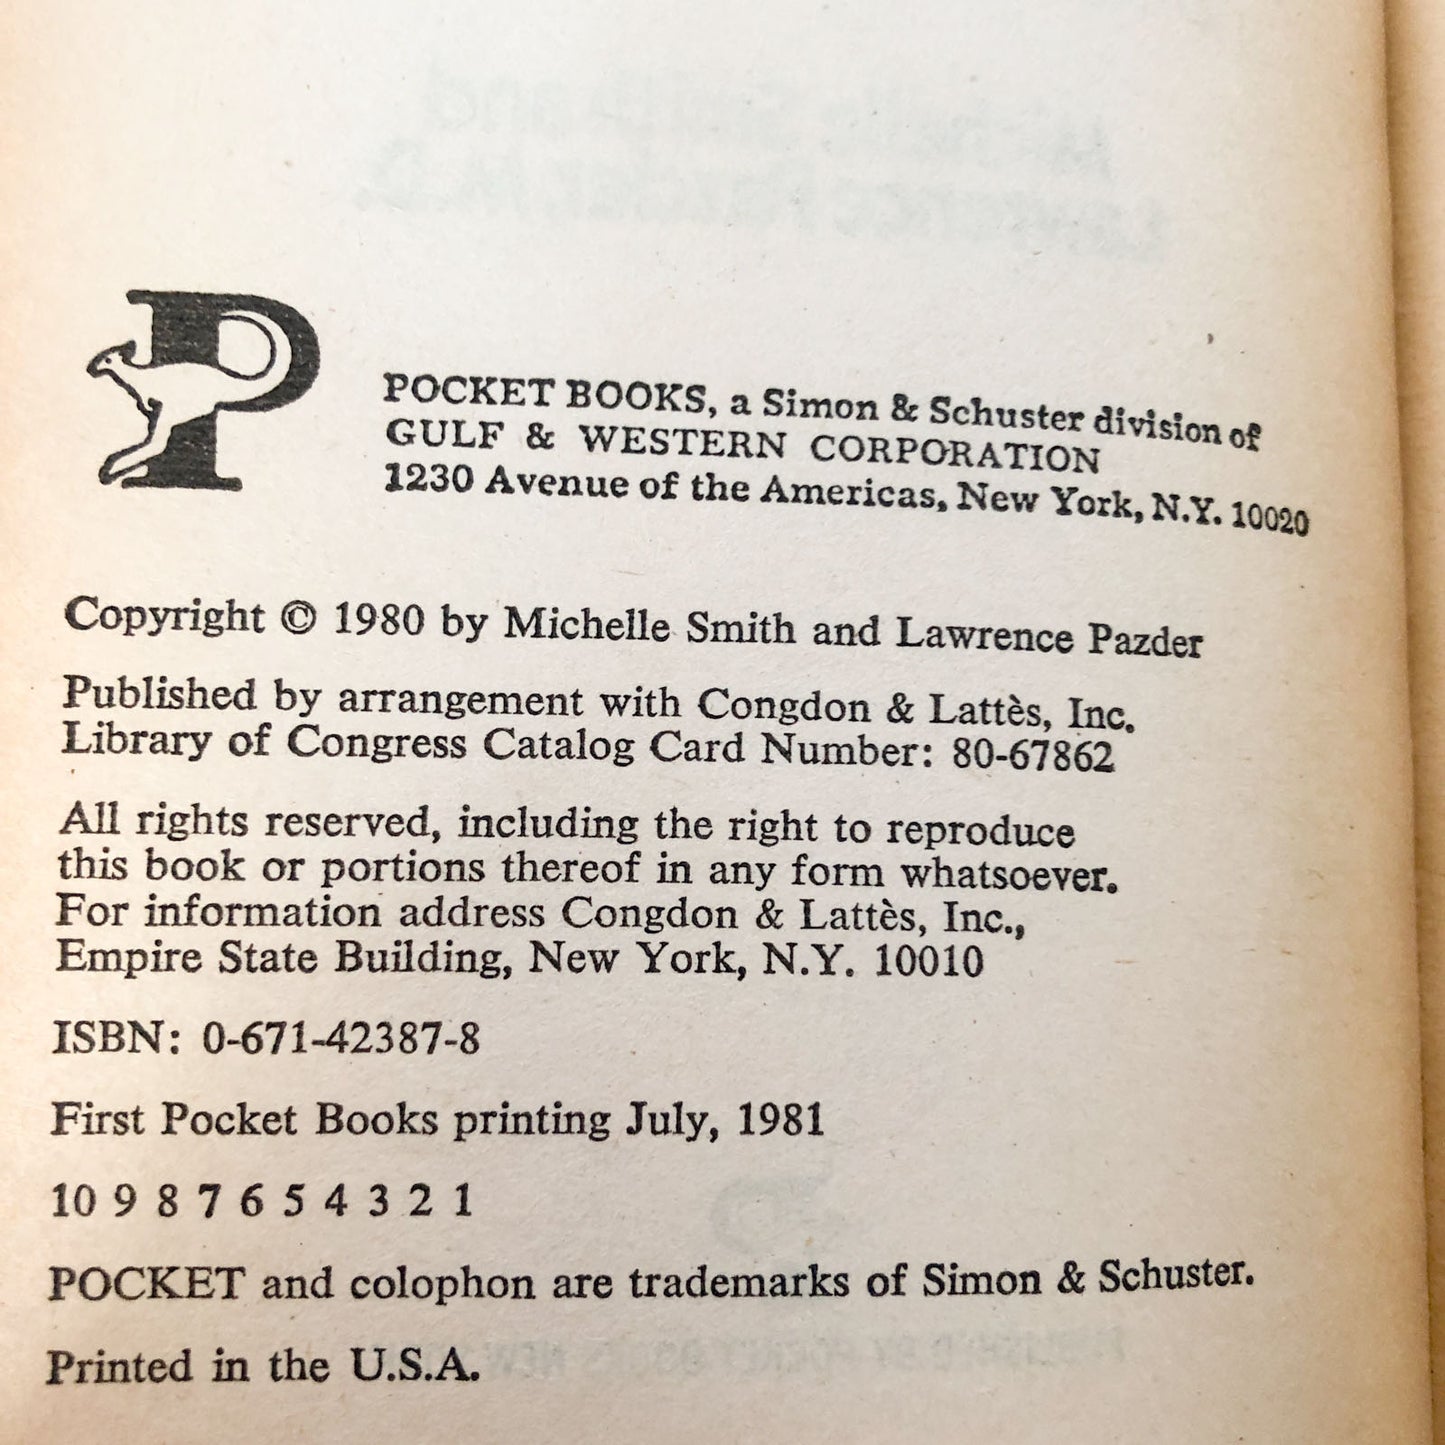 P
POCKET BOOKS, a Simon & Schuster division of
GULF & WESTERN CORPORATION
1230 Avenue of the Americas, New York, N.Y. 10020
Copyright © 1980 by Michelle Smith and Lawrence Pazder
Published by arrangement with Congdon & Lattès, Inc.
Library of Congress Catalog Card Number: 80-67862
All rights reserved, including the right to reproduce
this book or portions thereof in any form whatsoever.
For information address Congdon & Lattès, Inc.,
Empire State Building, New York, N.Y. 10010
ISBN: 0-671-42387-8
First Pocket Books printing July, 1981
10 9 8 7 6 5 4 3 2 1
POCKET and colophon are trademarks of Simon & Schuster.
Printed in the U.S.A.